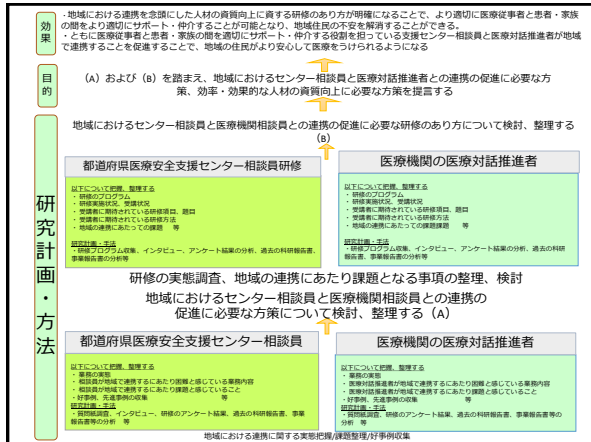 効果
・地域における連携を念頭にした人材の資質向上に資する研修のあり方が明確になることで、より適切に医療従事者と患者・家族
の間をより適切にサポート・仲介することが可能となり、地域住民の不安を解消することができる。
・ともに医療従事者と患者・家族の間を適切にサポート・仲介する役割を担っている支援センター相談員と医療対話推進者が地域
で連携することを促進することで、地域の住民がより安心して医療をうけられるようになる
目的
(A)および(B)を踏まえ、地域におけるセンター相談員と医療対話推進者との連携の促進に必要な方
策、効率・効果的な人材の資質向上に必要な方策を提言する
研究計画・方法
地域におけるセンター相談員と医療機関相談員との連携の促進に必要な研修のあり方について検討、整理する
(B)
都道府県医療安全支援センター相談員研修
以下について把握、整理する
・研修のプログラム
・研修実施状況、受講状況
・受講者に期待されている研修項目、題目
・受講者に期待されている研修方法
・地域の連携にあたっての課題 等
研究計画・手法
・研修プログラム収集、インタビュー、アンケート結果の分析、過去の科研報告書、
事業報告書の分析等
医療機関の医療対話推進者
以下について把握、整理する
・研修のプログラム
・研修実施状況、受講状況
・受講者に期待されている研修項目、題目
・受講者に期待されている研修方法
・地域の連携にあたっての課題課題 等
研究計画・手法
・研修プログラム収集、インタビュー、アンケート結果の分析、過去の科研
報告書、事業報告書の分析等
研修の実態調査、地域の連携にあたり課題となる事項の整理、検討
地域におけるセンター相談員と医療機関相談員との連携の
促進に必要な方策について検討、整理する(A)
都道府県医療安全支援センター相談員
以下について把握、整理する
・業務の実態
・相談員が地域で連携するにあたり困難と感じている業務内容
・相談員が地域で連携するにあたり課題と感じていること
・好事例、先進事例の収集 等
研究計画・手法
・質問紙調査、インタビュー、研修のアンケート結果、過去の科研報告書、事業
報告書等の分析 等
医療機関の医療対話推進者
以下について把握、整理する
・業務の実態
・医療対話推進者が地域で連携するにあたり困難と感じている業務内容
・医療対話推進者が地域で連携するにあたり課題と感じていること
・好事例、先進事例の収集 等
研究計画・手法
・質問紙調査、研修のアンケート結果、過去の科研報告書、事業報告書等の
分析 等
地域における連携に関する実態把握/課題整理/好事例収集